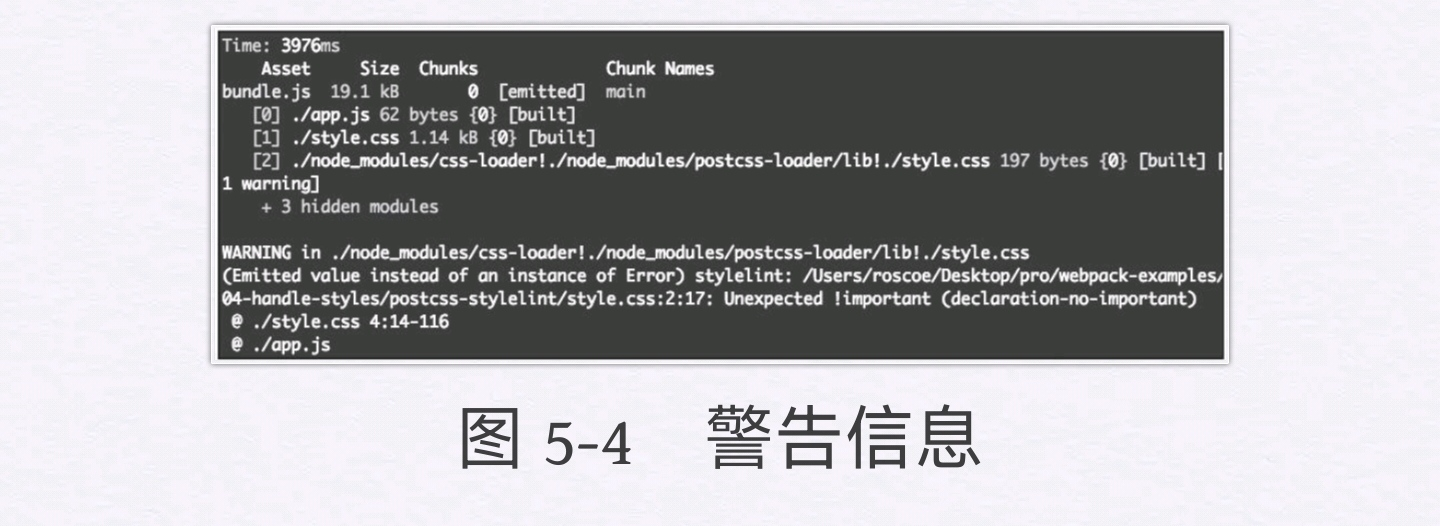 Time: 3976ms
    Asset     Size  Chunks             Chunk Names
bundle.js  19.1 kB       0  [emitted]  main
   [0] ./app.js 62 bytes {0} [built]
   [1] ./style.css 1.14 kB {0} [built]
   [2] ./node_modules/css-loader!./node_modules/postcss-loader/lib!./style.css 197 bytes {0} [built] [
1 warning]
    + 3 hidden modules

WARNING in ./node_modules/css-loader!./node_modules/postcss-loader/lib!./style.css
(Emitted value instead of an instance of Error) stylelint: /Users/roscoe/Desktop/pro/webpack-examples/
04-handle-styles/postcss-stylelint/style.css:2:17: Unexpected !important (declaration-no-important)
 @ ./style.css 4:14-116
 @ ./app.js
图 5-4 警告信息